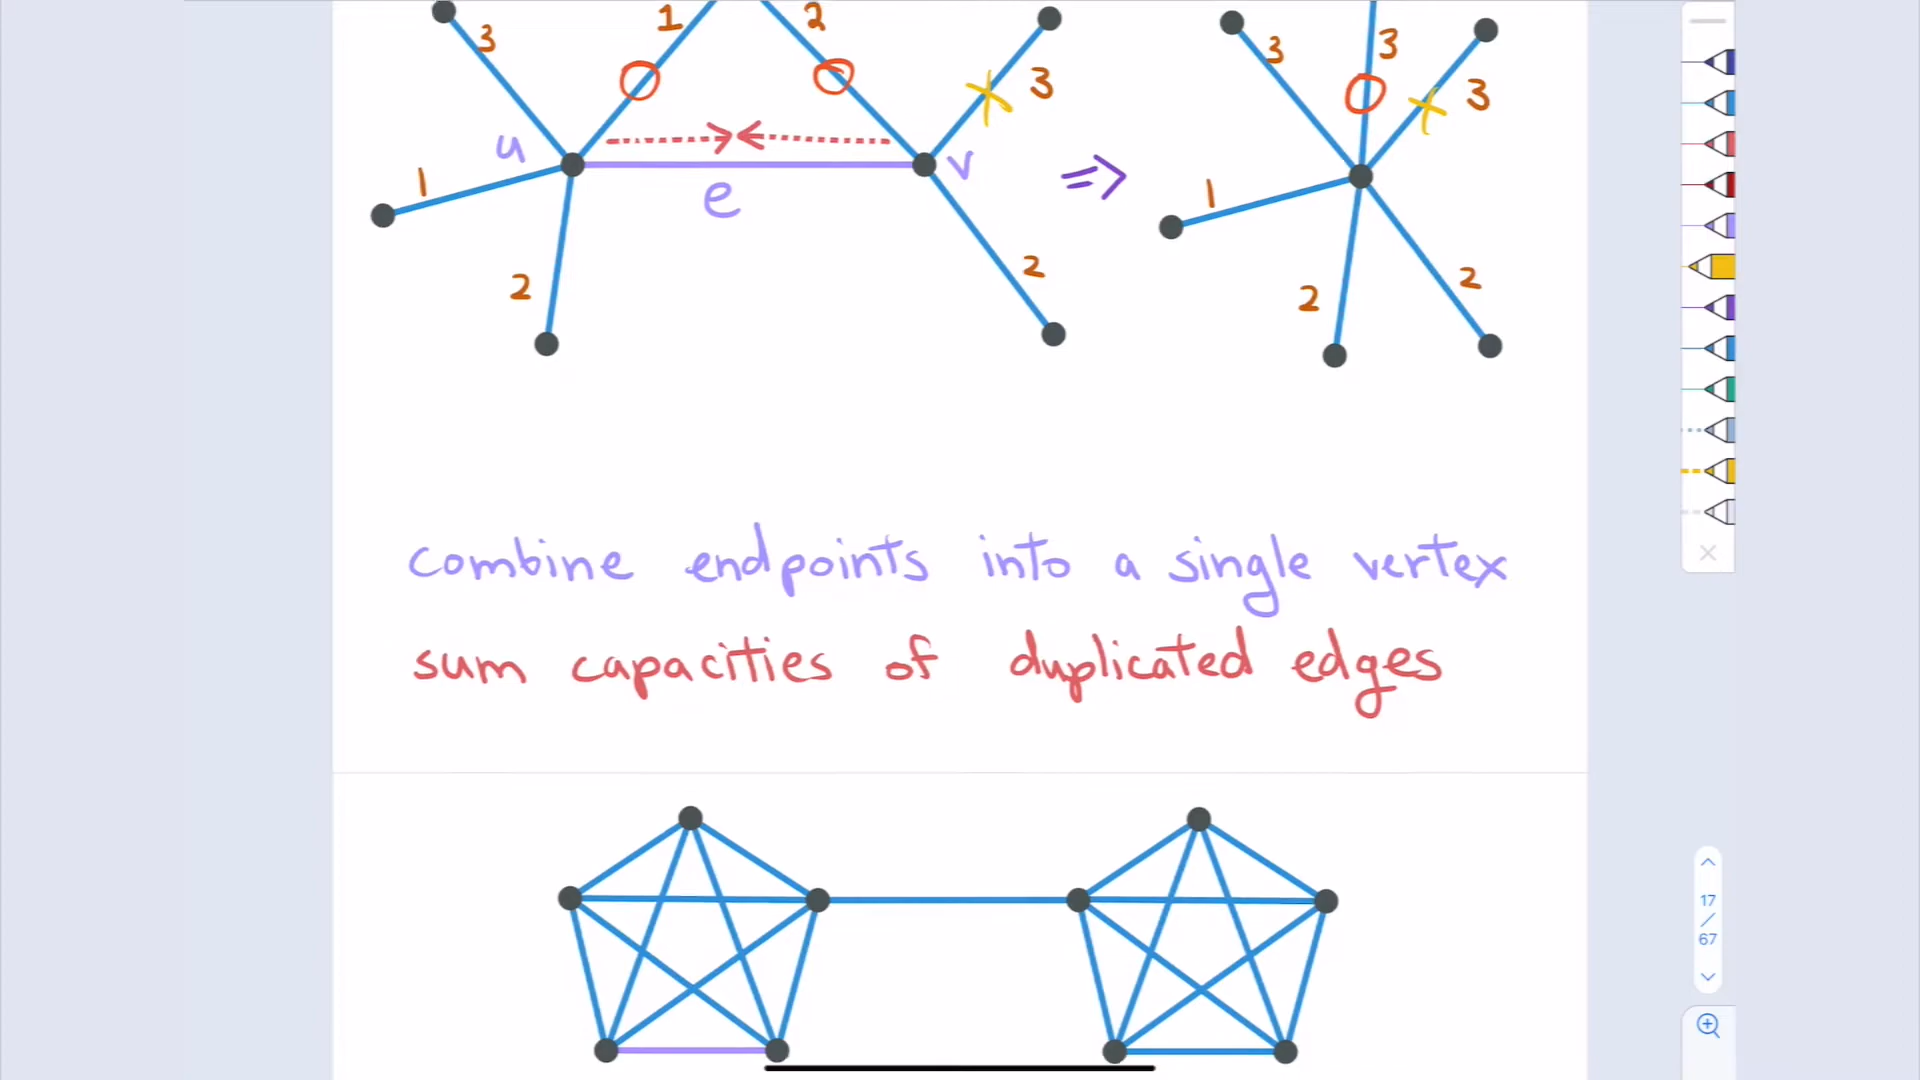 3 1 2 3 3 3 3
u v =>
1 e 1
2 2 2 2
combine endpoints into a single vertex
sum capacities of duplicated edges
17
/
67